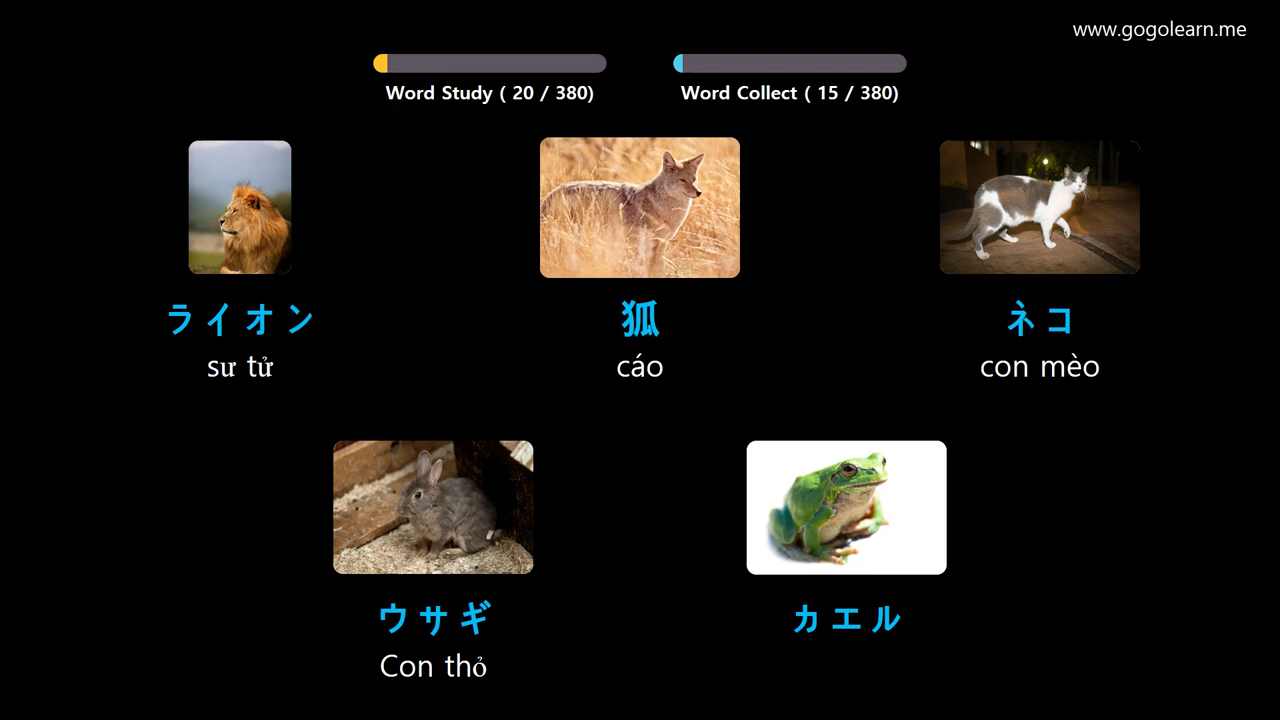 www.gogolearn.me
Word Study ( 20 / 380)
Word Collect ( 15 / 380)
ライオン
狐
ネコ
sư tử
cáo
con mèo
ウサギ
カエル
Con thỏ